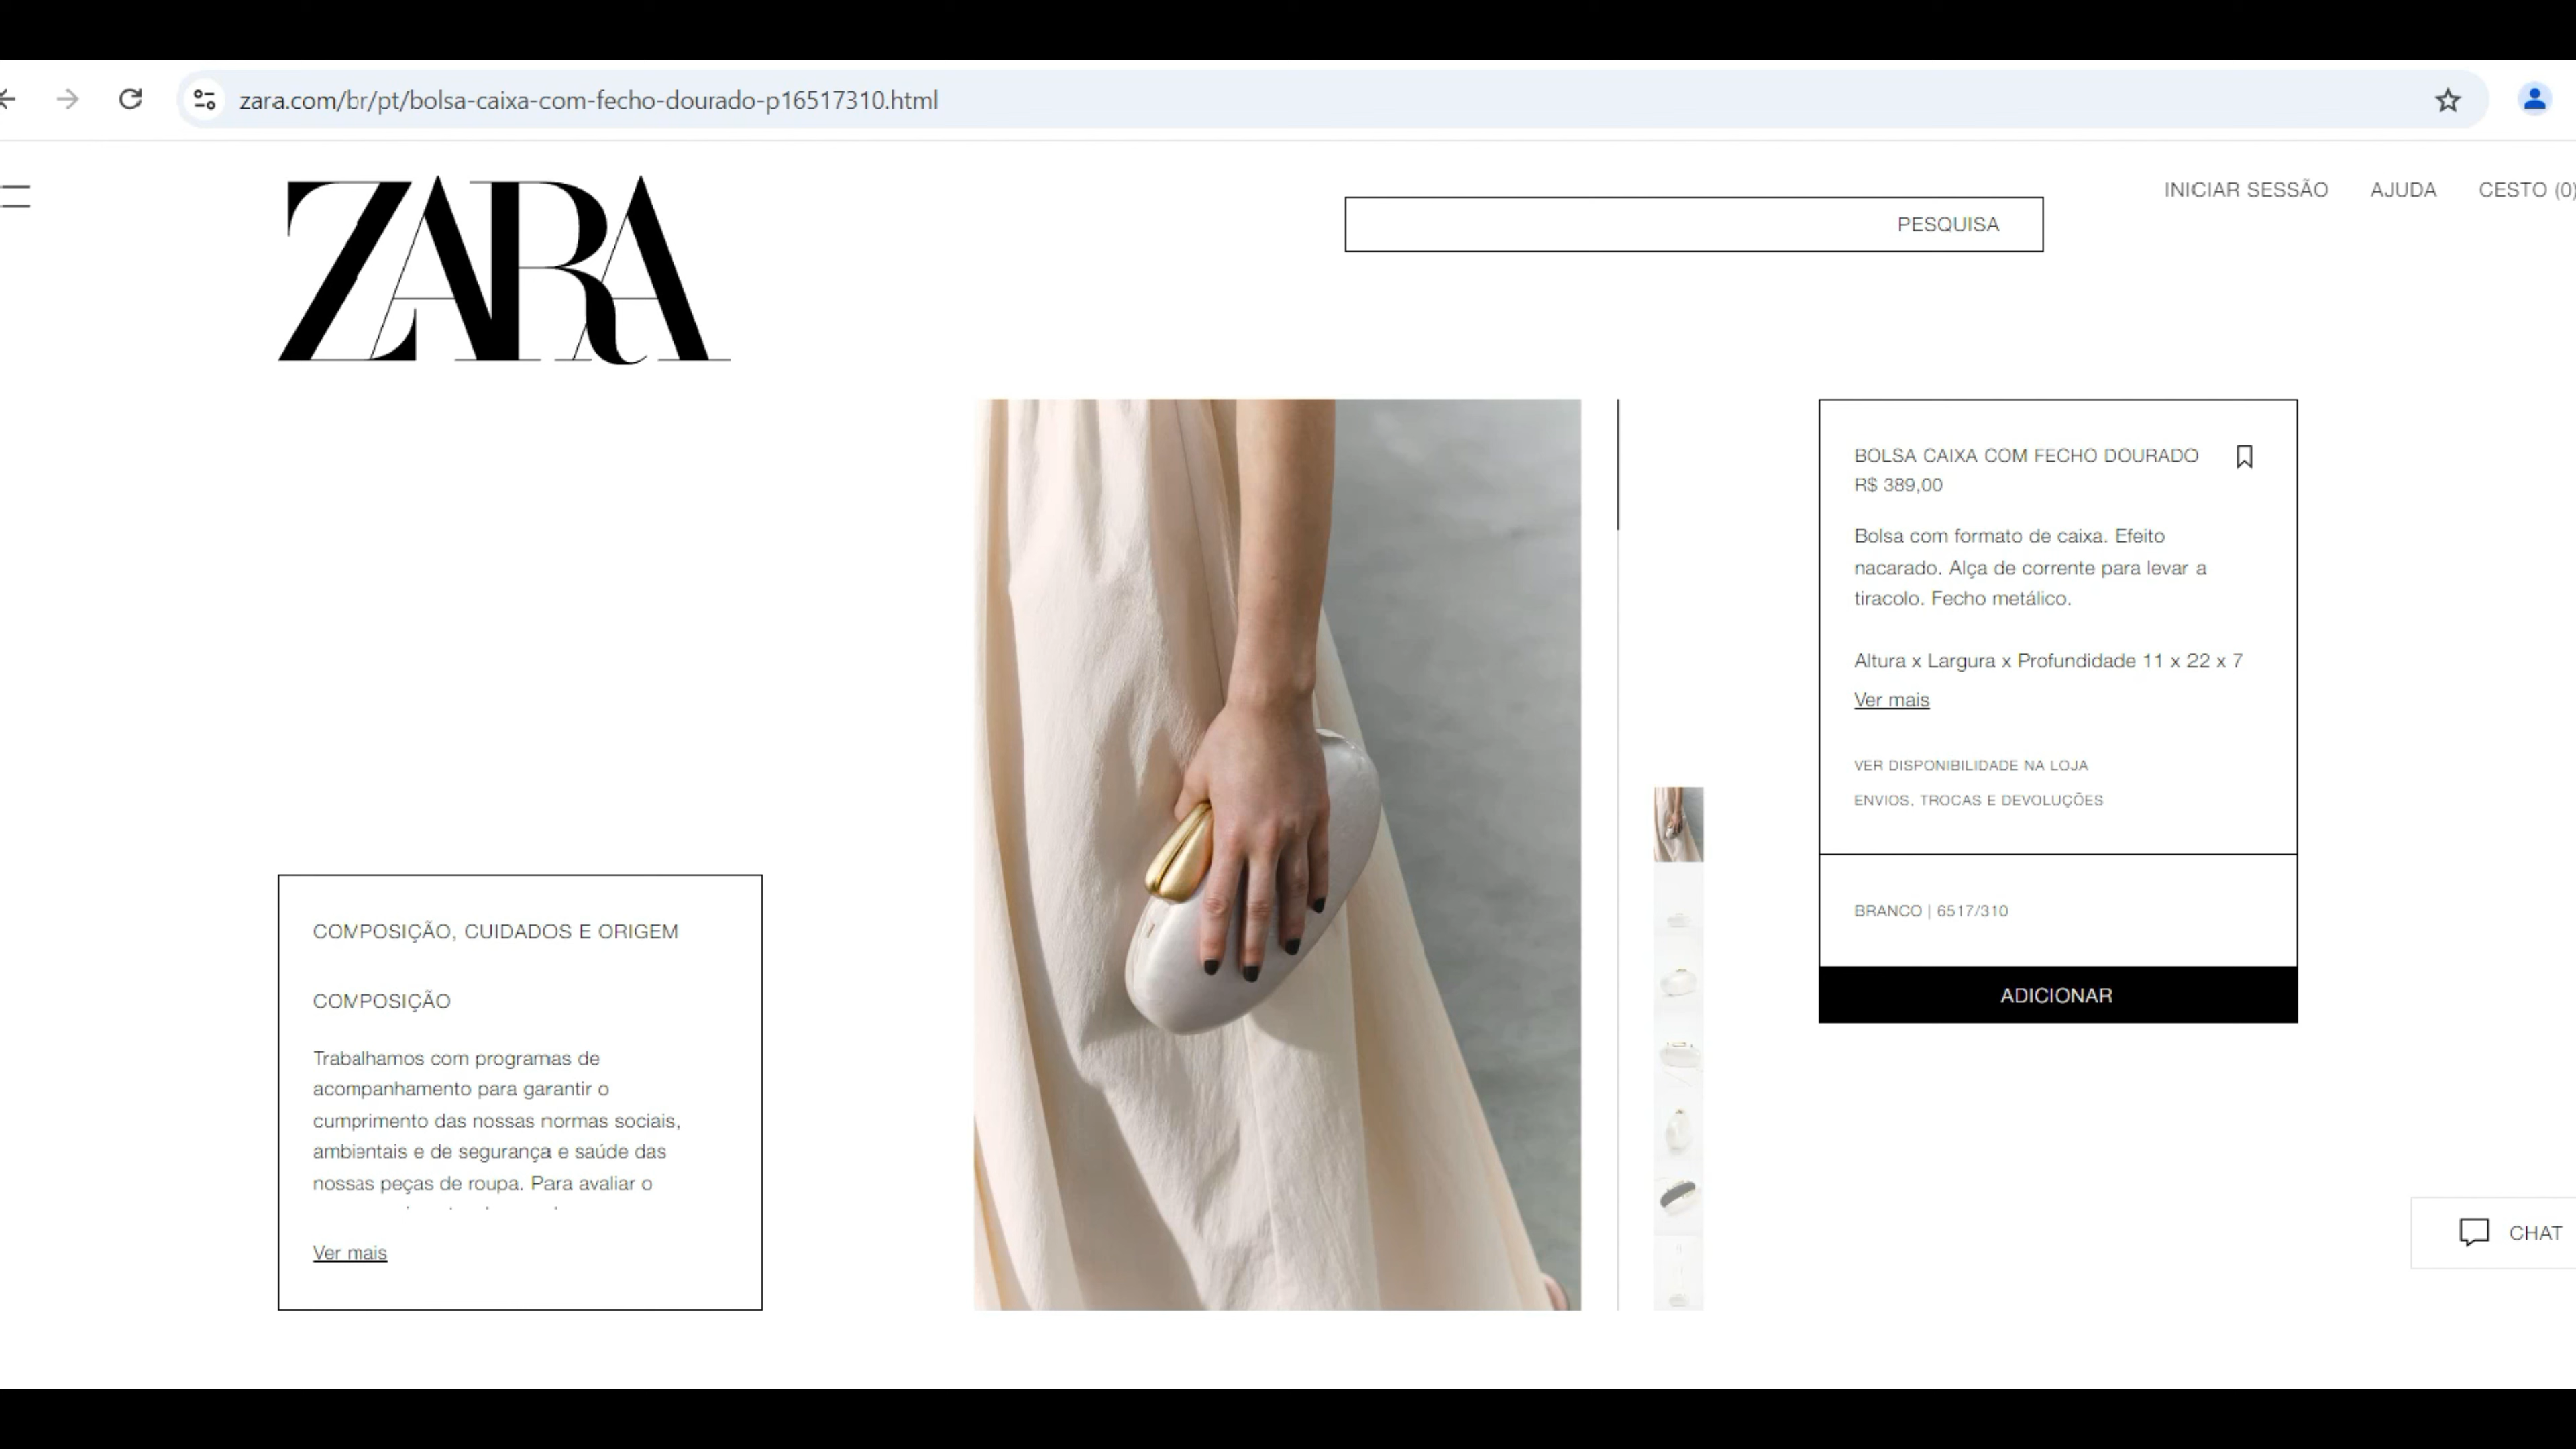 zara.com/br/pt/bolsa-caixa-com-fecho-dourado-p16517310.html
ZARA
PESQUISA
INICIAR SESSÃO
AJUDA
CESTO (0)
BOLSA CAIXA COM FECHO DOURADO
R$ 389,00
Bolsa com formato de caixa. Efeito
nacarado. Alça de corrente para levar a
tiracolo. Fecho metálico.
Altura x Largura x Profundidade 11 x 22 x 7
Ver mais
VER DISPONIBILIDADE NA LOJA
ENVIOS, TROCAS E DEVOLUÇÕES
BRANCO | 6517/310
ADICIONAR
COMPOSIÇÃO, CUIDADOS E ORIGEM
COMPOSIÇÃO
Trabalhamos com programas de
acompanhamento para garantir o
cumprimento das nossas normas sociais,
ambientais e de segurança e saúde das
nossas peças de roupa. Para avaliar o
Ver mais
CHAT